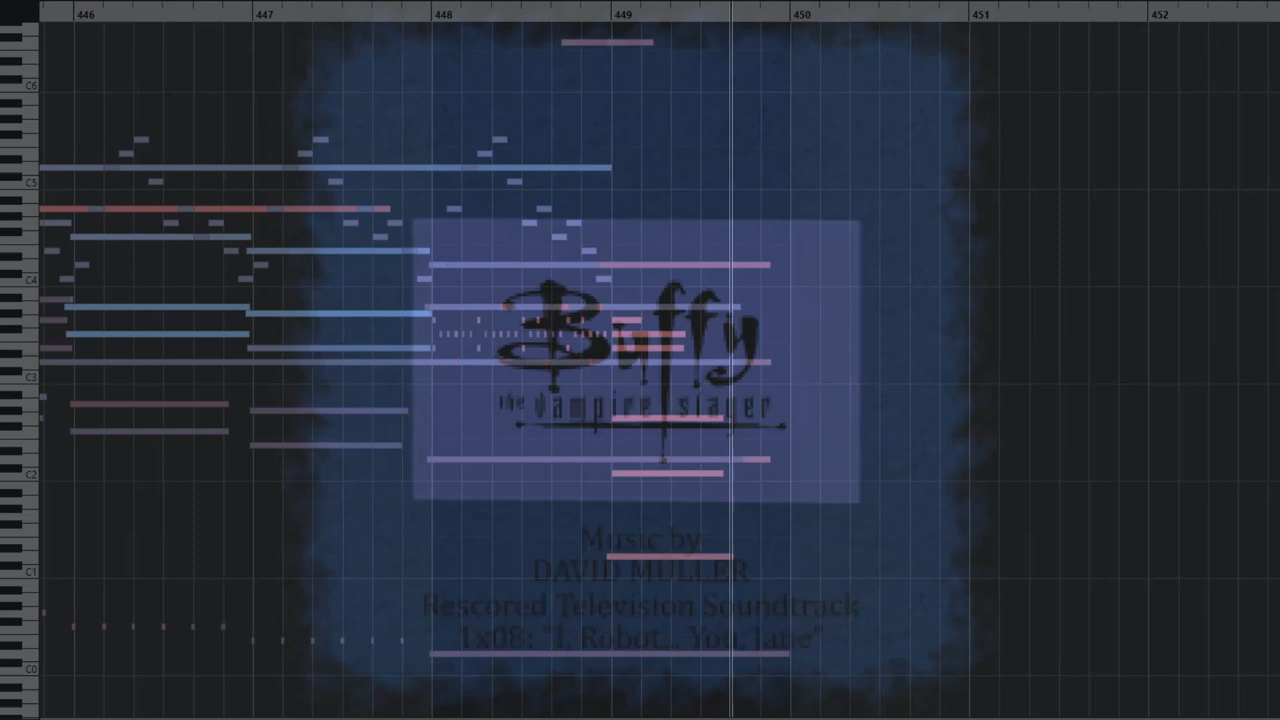 446 447 448 449 450 451 452
C6
C5
C4
C3
Buffy
the vampire slayer
C2
Music by
C1
DAVID MULLER
Rescored Television Soundtrack
1x08: "I, Robot... You, Jane"
C0